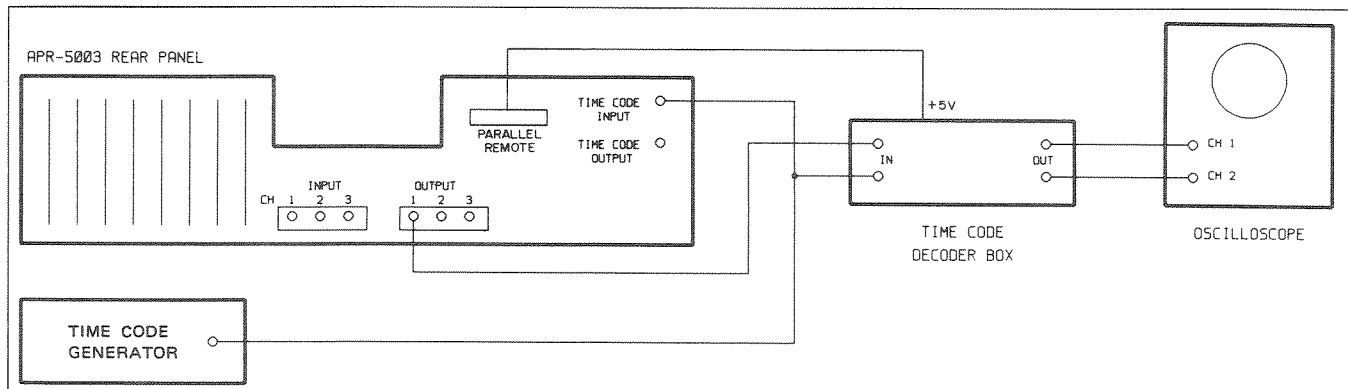 APR-5003 REAR PANEL
TIME CODE
INPUT
PARALLEL
REMOTE
TIME CODE
OUTPUT
INPUT
CH 1 2 3
OUTPUT
1 2 3
+5V
IN
OUT
TIME CODE
DECODER BOX
CH 1
CH 2
OSCILLOSCOPE
TIME CODE
GENERATOR